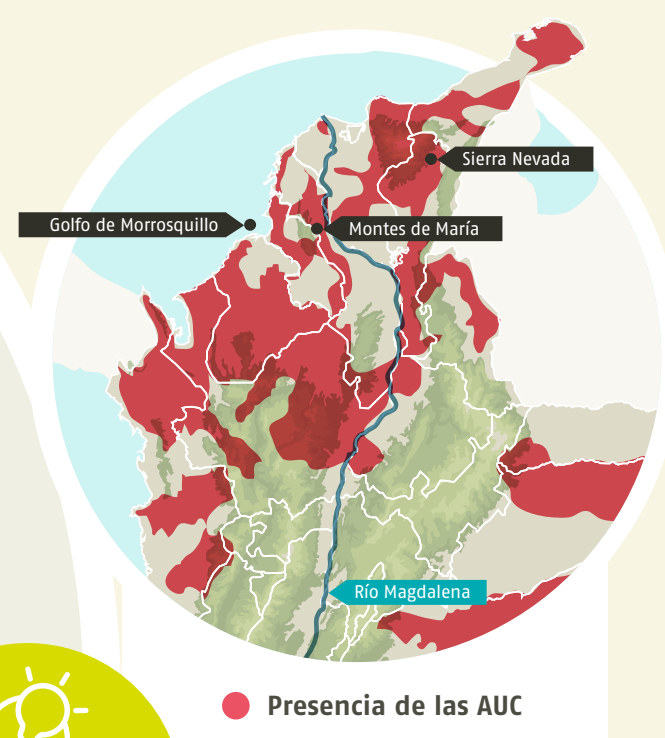 Sierra Nevada
Golfo de Morrosquillo
Montes de María
Río Magdalena
Presencia de las AUC